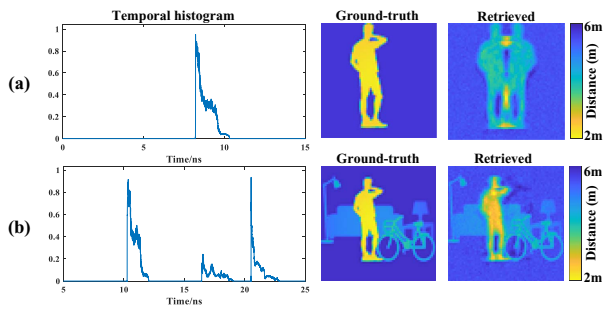 Temporal histogram Ground-truth Retrieved
(a)
1
0.8
0.6
0.4
0.2
0
0 5 10 15
Time/ns
6m
Distance (m)
2m
Ground-truth Retrieved
(b)
1
0.8
0.6
0.4
0.2
0
5 10 15 20 25
Time/ns
6m
Distance (m)
2m